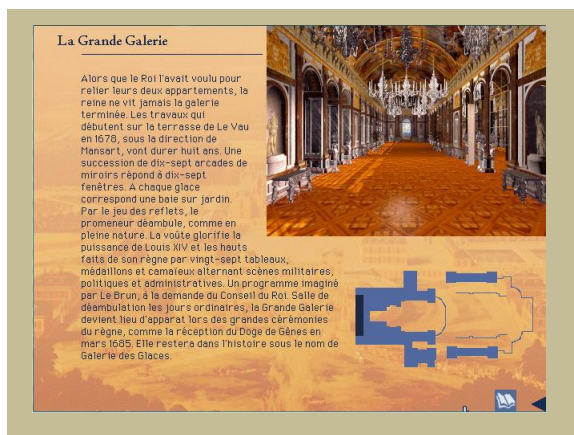 La Grande Galerie
Alors que le Roi l'avait voulu pour
relier leurs deux appartements, la
reine ne vit jamais la galerie
terminée. Les travaux qui
débutent sur la terrasse de Le Vau
en 1678, sous la direction de
Mansart, vont durer huit ans. Une
succession de dix-sept arcades de
miroirs répond à dix-sept
fenêtres. A chaque glace
correspond une baie sur jardin.
Par le jeu des reflets, le
promeneur déambule, comme en
pleine nature. La voûte glorifie la
puissance de Louis XIV et les hauts
faits de son règne par vingt-sept tableaux,
médaillons et camaïeux alternant scènes militaires,
politiques et administratives. Un programme imaginé
par Le Brun, à la demande du Conseil du Roi. Salle de
déambulation les jours ordinaires, la Grande Galerie
devient lieu d'apparat lors des grandes cérémonies
du règne, comme la réception du Doge de Gênes en
mars 1685. Elle restera dans l'histoire sous le nom de
Galerie des Glaces.